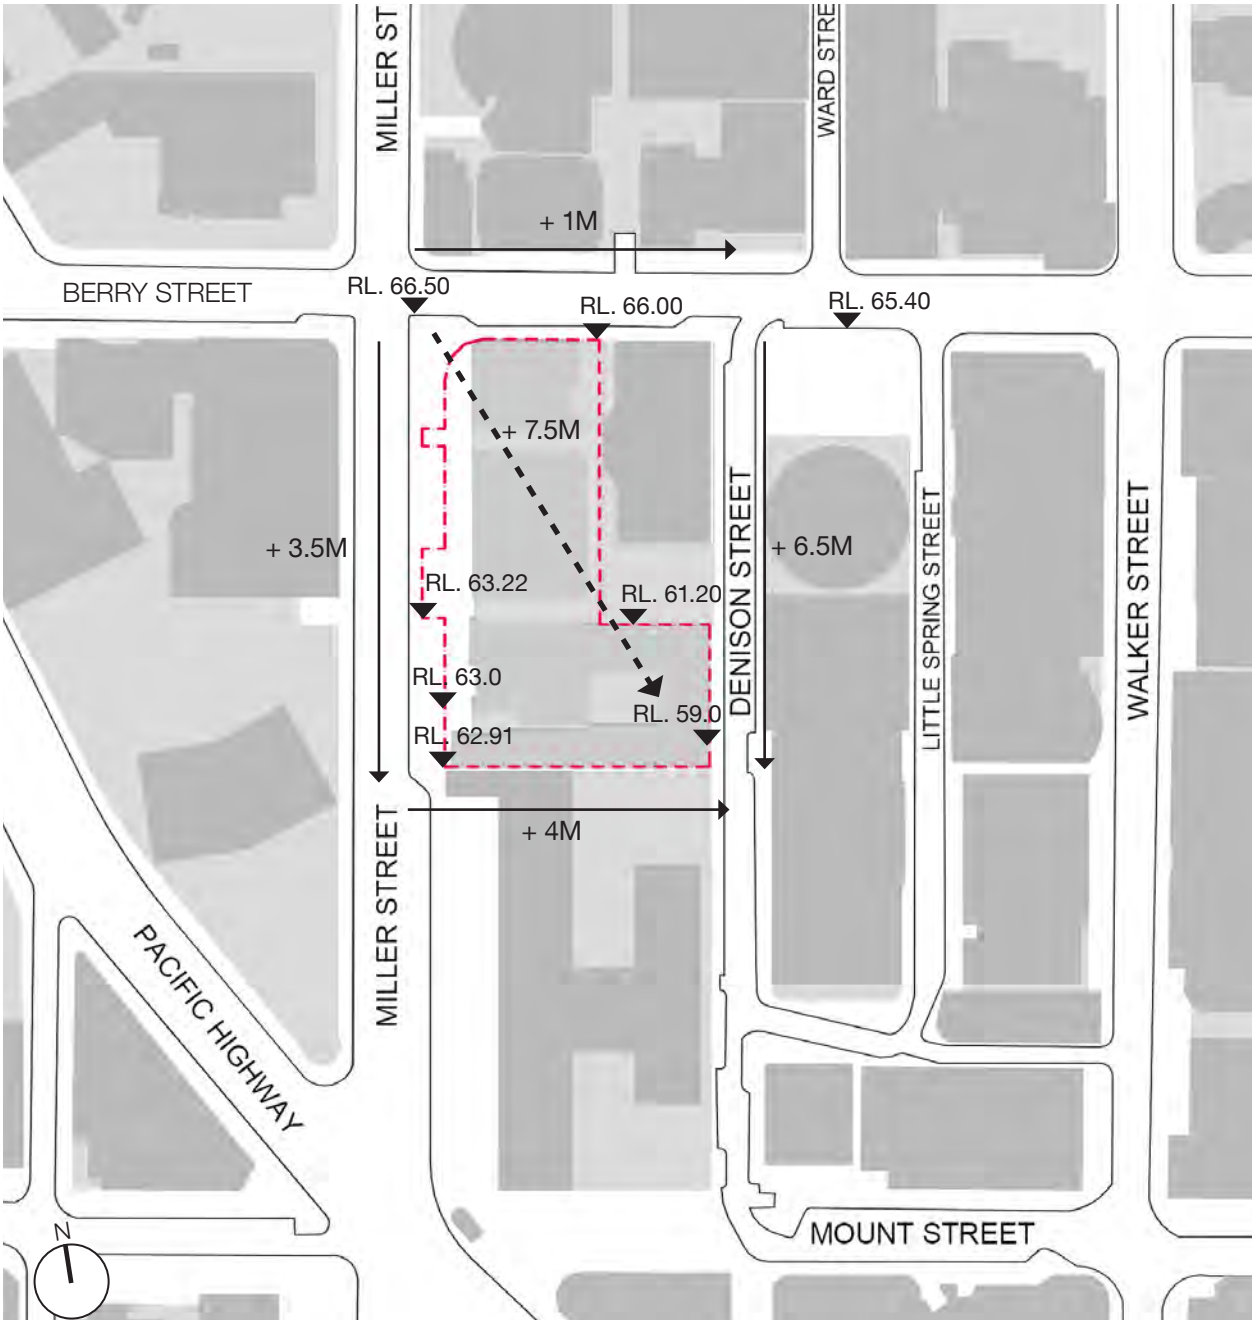 MILLER ST
WARD STRE
+ 1M
BERRY STREET
RL. 66.50
RL. 66.00
RL. 65.40
+ 7.5M
+ 3.5M
+ 6.5M
RL. 63.22
RL. 61.20
DENISON STREET
LITTLE SPRING STREET
WALKER STREET
RL. 63.0
RL. 59.0
RL. 62.91
+ 4M
MILLER STREET
PACIFIC HIGHWAY
MOUNT STREET
N